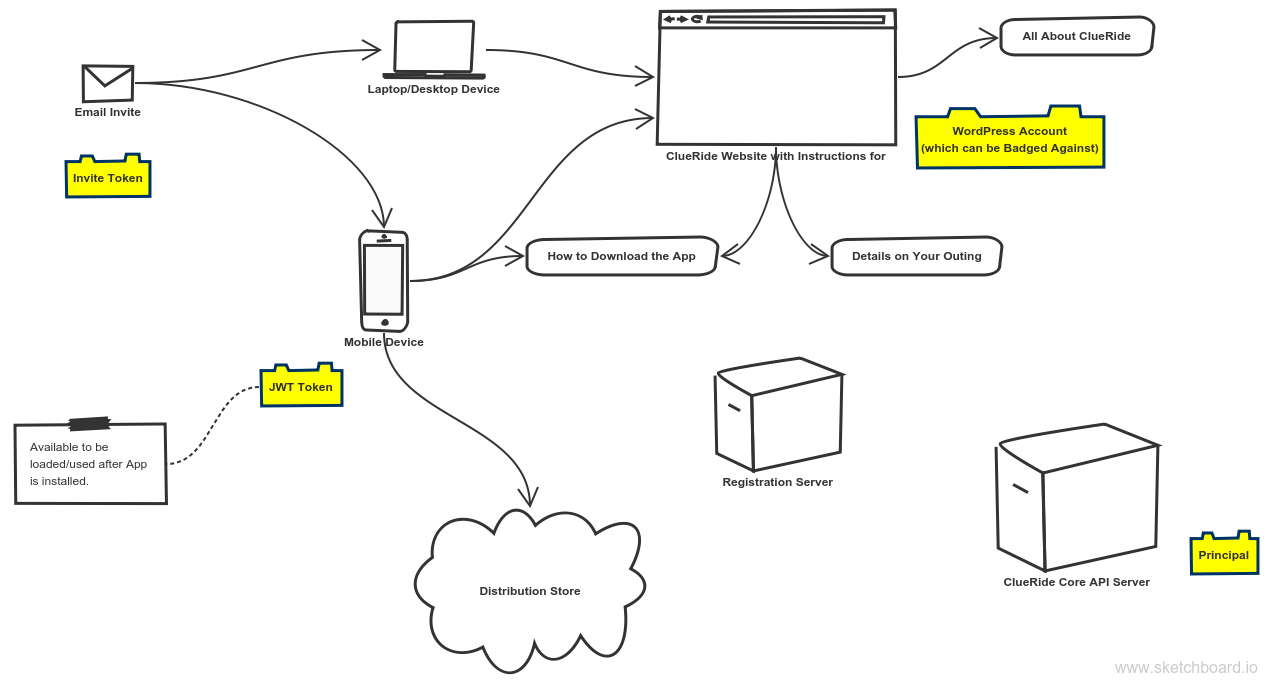 All About ClueRide
Laptop/Desktop Device
Email Invite
WordPress Account
(which can be Badged Against)
ClueRide Website with Instructions for
Invite Token
How to Download the App
Details on Your Outing
Mobile Device
JWT Token
Available to be
loaded/used after App
is installed.
Registration Server
Principal
ClueRide Core API Server
Distribution Store
www.sketchboard.io